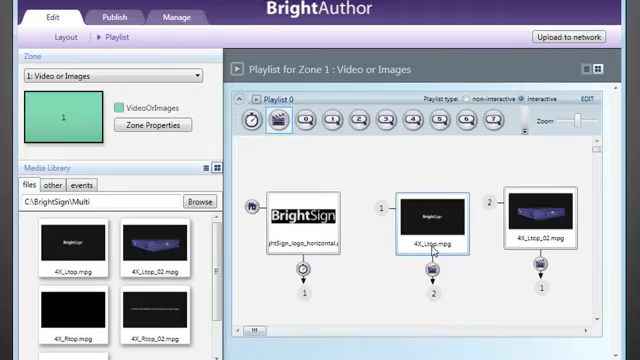 BrightAuthor
Edit
Publish
Manage
Layout
Playlist
Upload to network
Zone
1: Video or Images
1
VideoOrImages
Zone Properties
Media Library
files
other
events
C:\BrightSign\Multi
Browse
BrightSign
4X_Ltop.mpg
4X_Ltop_02.mpg
4X_Rtop.mpg
4X_Rtop_02.mpg
Playlist for Zone 1 : Video or Images
Playlist 0
Playlist type:
non-interactive
interactive
EDIT
0
1
2
3
4
5
6
7
Zoom
BrightSign
ghtSign_logo_horizontal.p
1
1
BrightSign
4X_Ltop.mpg
2
2
4X_Ltop_02.mpg
1